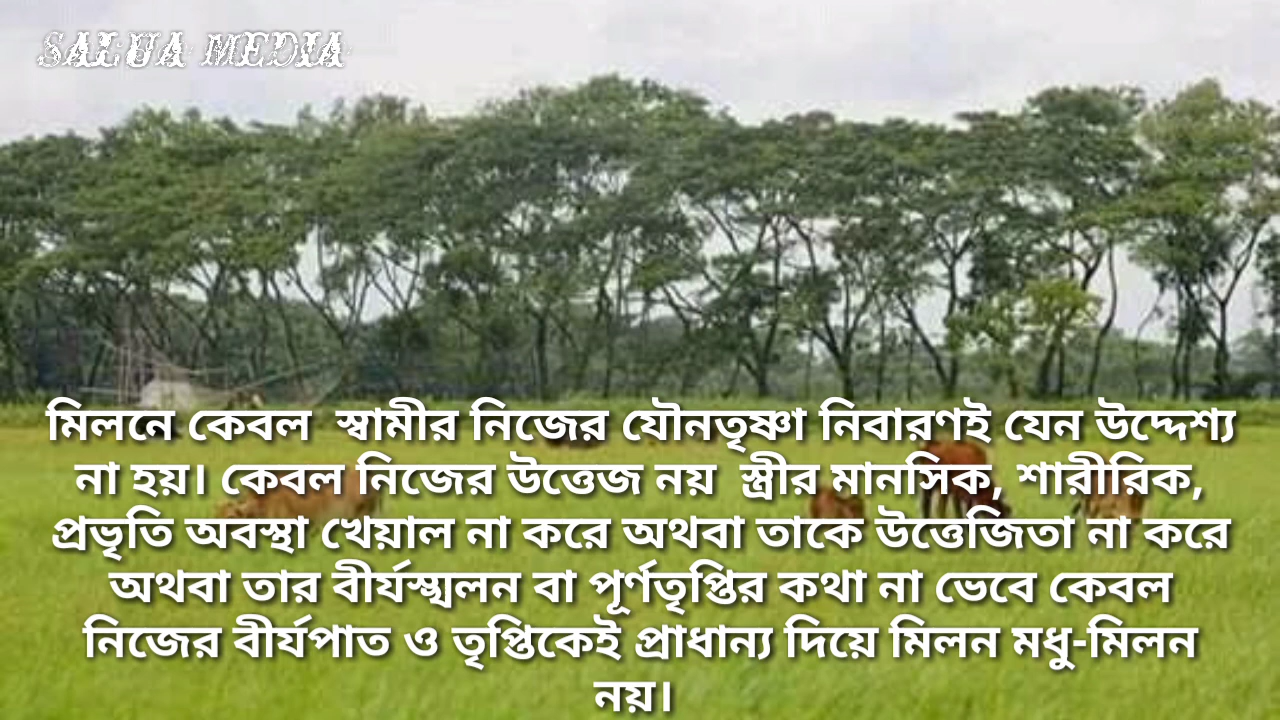 SALUA MEDIA
মিলনে কেবল স্বামীর নিজের যৌনতৃষ্ণা নিবারণই যেন উদ্দেশ্য
না হয়। কেবল নিজের উত্তেজ নয় স্ত্রীর মানসিক, শারীরিক,
প্রভৃতি অবস্থা খেয়াল না করে অথবা তাকে উত্তেজিতা না করে
অথবা তার বীর্যস্খলন বা পূর্ণতৃপ্তির কথা না ভেবে কেবল
নিজের বীর্যপাত ও তৃপ্তিকেই প্রাধান্য দিয়ে মিলন মধু-মিলন
নয়।